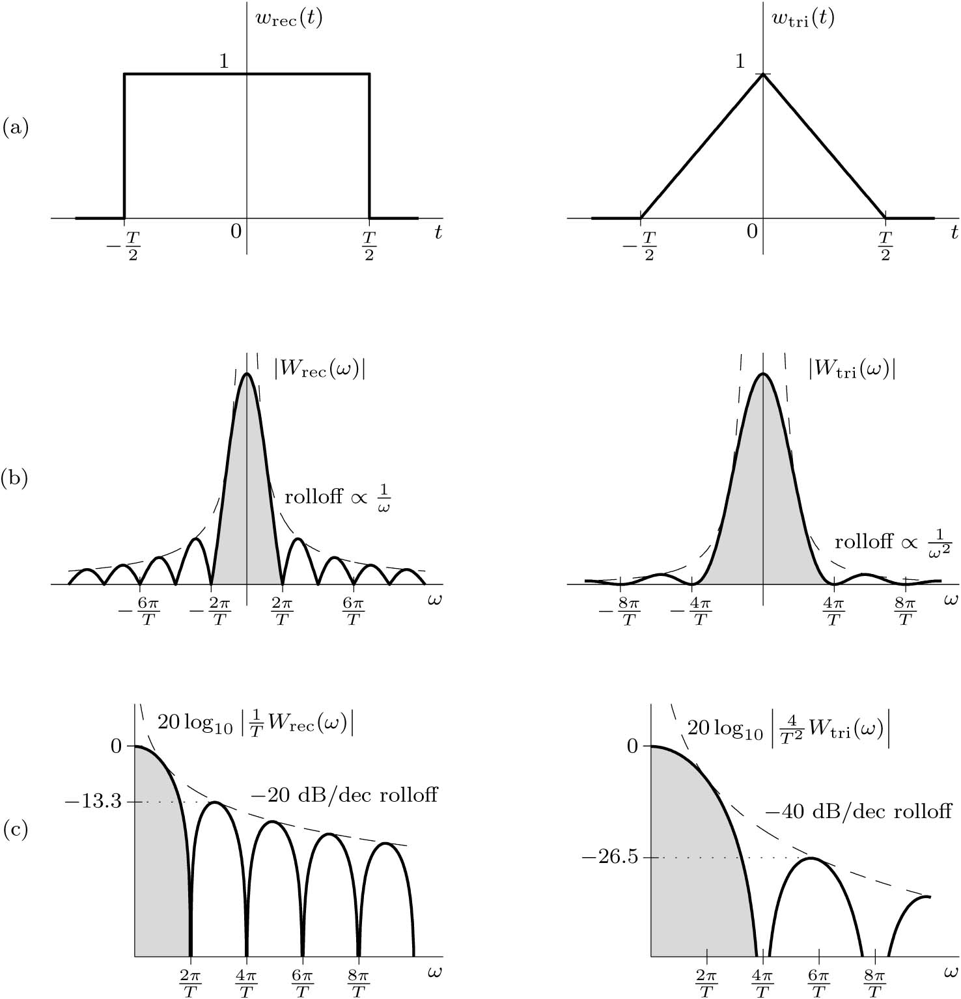 w_rec(t) w_tri(t)
1 1
(a)
0 t 0 t
−T/2 T/2 −T/2 T/2
|W_rec(ω)| |W_tri(ω)|
(b)
rolloff ∝ 1/ω
rolloff ∝ 1/ω²
ω ω
−6π/T −2π/T 2π/T 6π/T −8π/T −4π/T 4π/T 8π/T
20 log₁₀ |1/T W_rec(ω)| 20 log₁₀ |4/T² W_tri(ω)|
0 0
−13.3 −20 dB/dec rolloff
−40 dB/dec rolloff
(c)
−26.5
ω ω
2π/T 4π/T 6π/T 8π/T 2π/T 4π/T 6π/T 8π/T